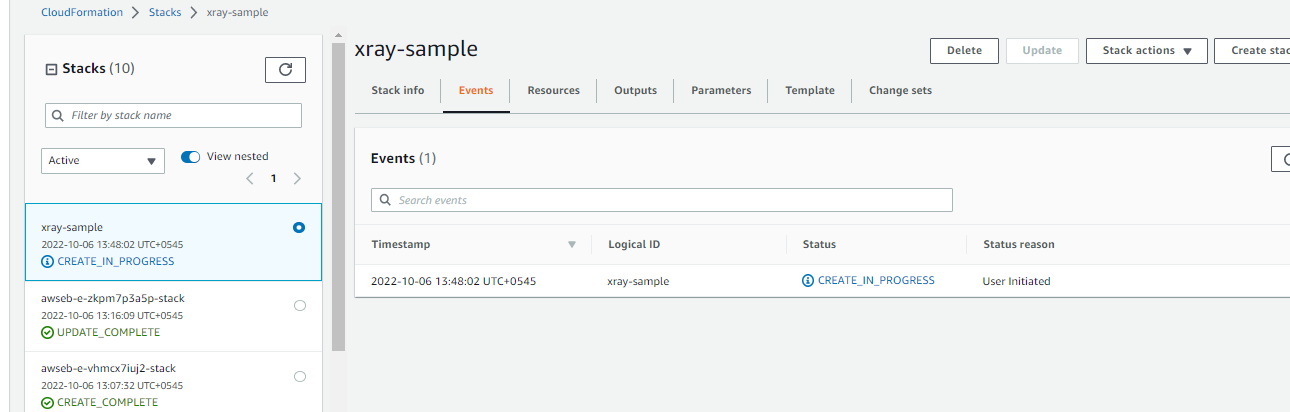 CloudFormation > Stacks > xray-sample
Stacks (10)
Filter by stack name
Active
View nested
1
xray-sample
2022-10-06 13:48:02 UTC+0545
CREATE_IN_PROGRESS
awseb-e-zkpm7p3a5p-stack
2022-10-06 13:16:09 UTC+0545
UPDATE_COMPLETE
awseb-e-vhmcx7iuj2-stack
2022-10-06 13:07:32 UTC+0545
CREATE_COMPLETE
xray-sample
Delete Update Stack actions Create stac
Stack info Events Resources Outputs Parameters Template Change sets
Events (1)
Search events
Timestamp Logical ID Status Status reason
2022-10-06 13:48:02 UTC+0545 xray-sample CREATE_IN_PROGRESS User Initiated